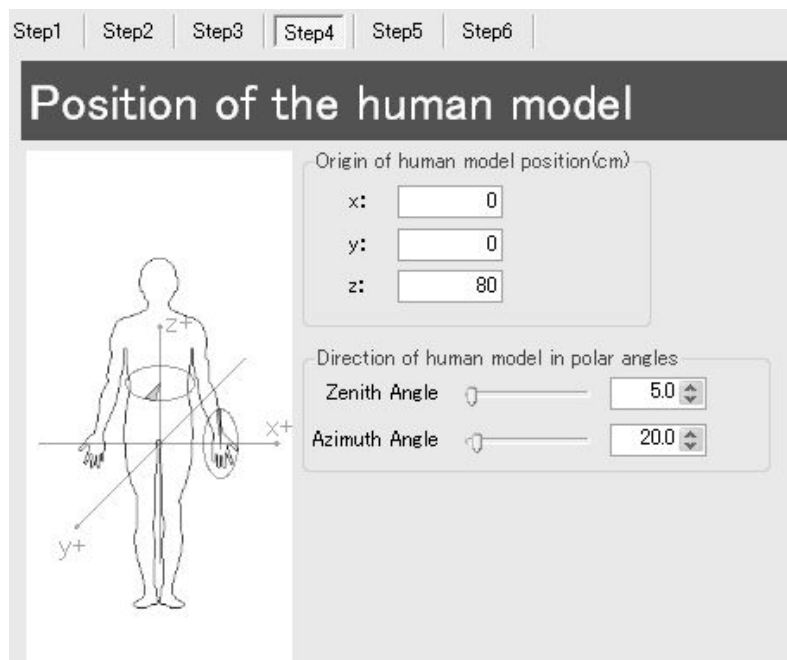 Step1 Step2 Step3 Step4 Step5 Step6
Position of the human model
Origin of human model position(cm)
x: 0
y: 0
z: 80
Direction of human model in polar angles
Zenith Angle 5.0
Azimuth Angle 20.0
z+
x+
y+